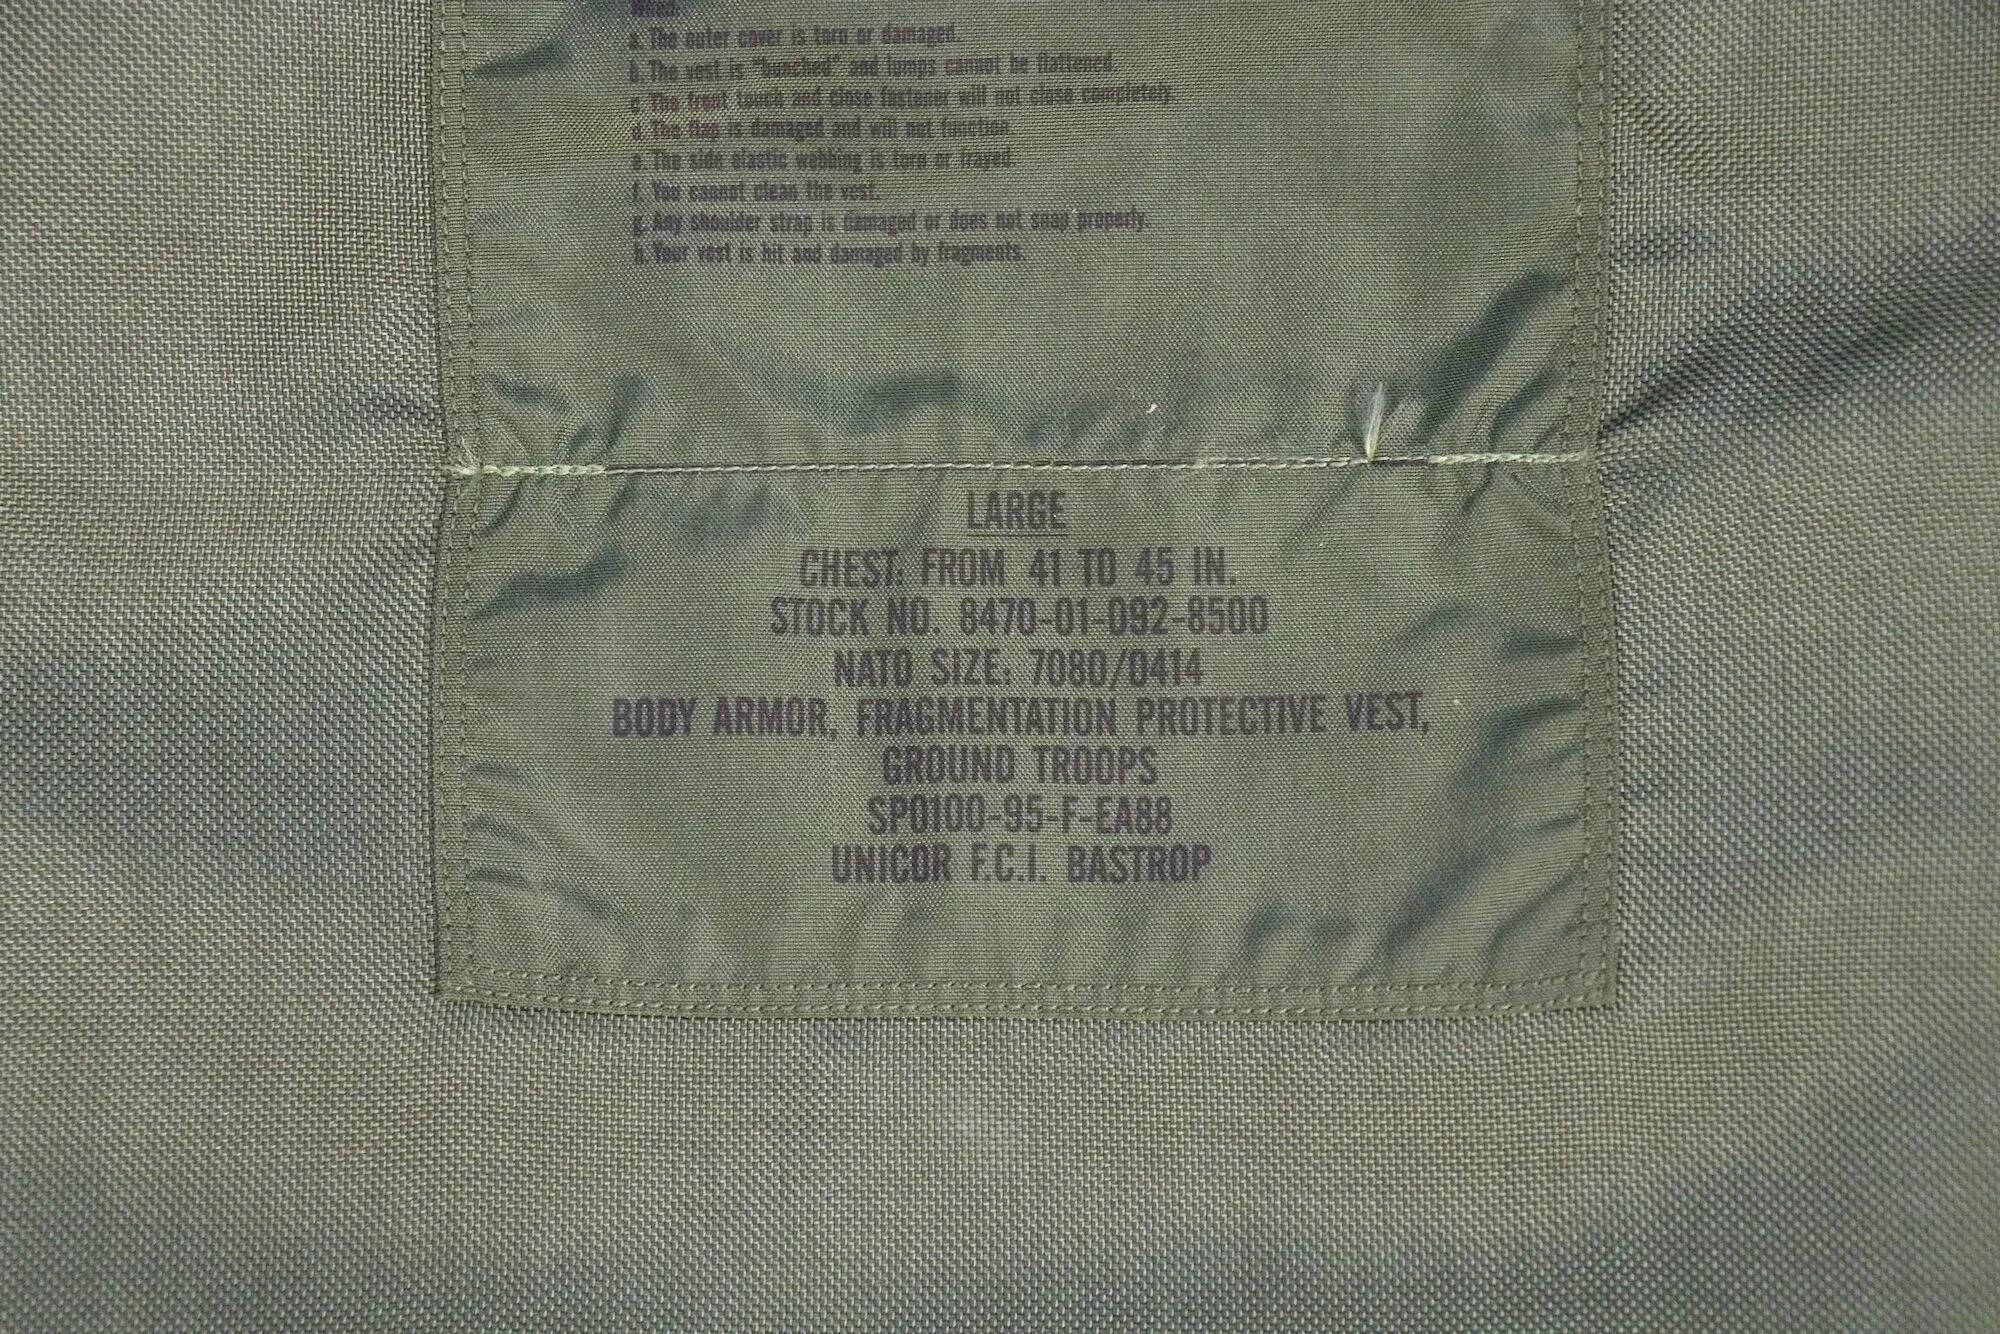 when.
a. The outer cover is torn or damaged.
b. The vest is "bunched" and lumps cannot be flattened.
c. The front touch and close fastener will not close completely
d. The flap is damaged and will not function.
e. The side elastic webbing is torn or frayed.
f. You cannot clean the vest.
g. Any shoulder strap is damaged or does not snap properly.
h. Your vest is hit and damaged by fragments.
LARGE
CHEST: FROM 41 TO 45 IN.
STOCK NO. 8470-01-092-8500
NATO SIZE: 7080/0414
BODY ARMOR, FRAGMENTATION PROTECTIVE VEST,
GROUND TROOPS
SP0100-95-F-EA88
UNICOR F.C.I. BASTROP